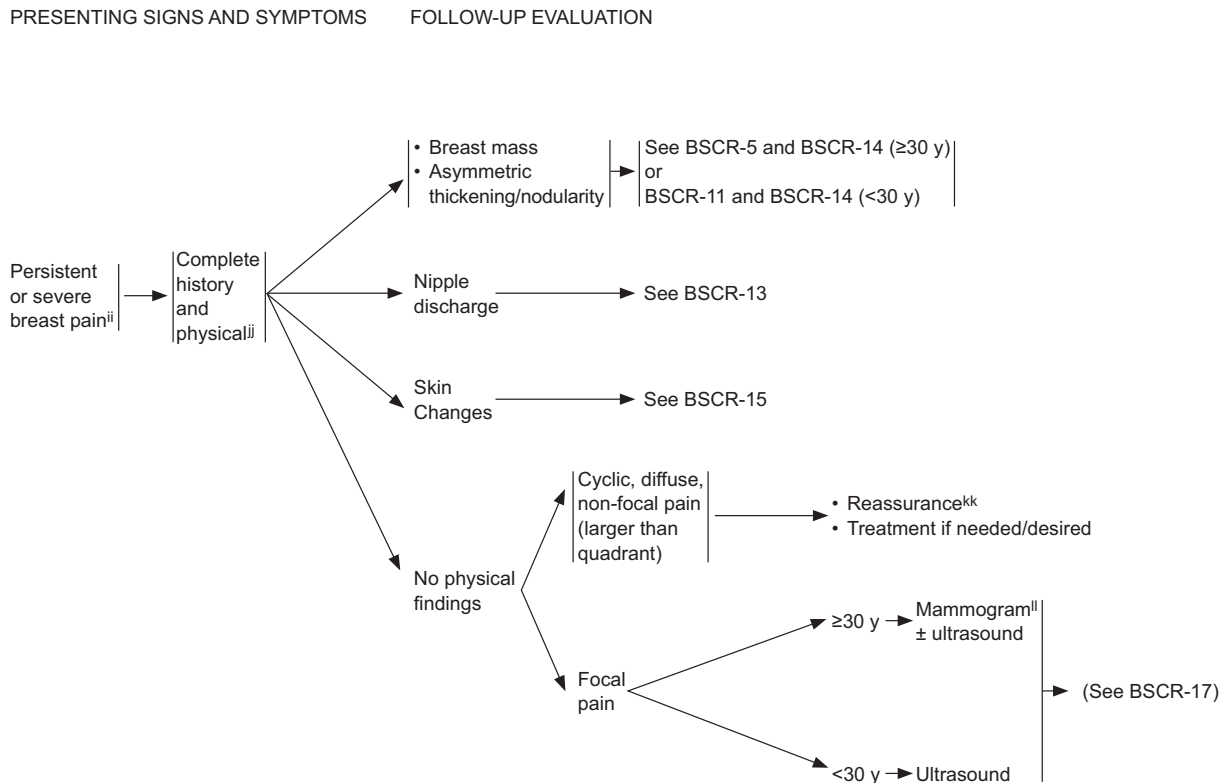 PRESENTING SIGNS AND SYMPTOMS
FOLLOW-UP EVALUATION
Persistent
or severe
breast painⁱⁱ
Complete
history
and
physicalʲʲ
• Breast mass
• Asymmetric
thickening/nodularity
See BSCR-5 and BSCR-14 (≥30 y)
or
BSCR-11 and BSCR-14 (<30 y)
Nipple
discharge
See BSCR-13
Skin
Changes
See BSCR-15
No physical
findings
Cyclic, diffuse,
non-focal pain
(larger than
quadrant)
• Reassuranceᵏᵏ
• Treatment if needed/desired
Focal
pain
≥30 y
Mammogramˡˡ
± ultrasound
<30 y
Ultrasound
(See BSCR-17)